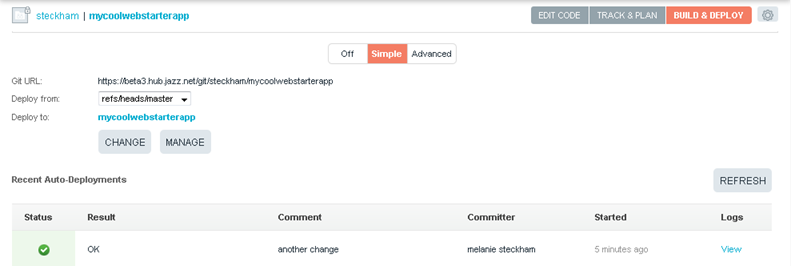 steckham | mycoolwebstarterapp EDIT CODE TRACK & PLAN BUILD & DEPLOY
Off Simple Advanced
Git URL: https://beta3.hub.jazz.net/git/steckham/mycoolwebstarterapp
Deploy from: refs/heads/master
Deploy to: mycoolwebstarterapp
CHANGE MANAGE
Recent Auto-Deployments REFRESH
Status Result Comment Committer Started Logs
OK another change melanie steckham 5 minutes ago View